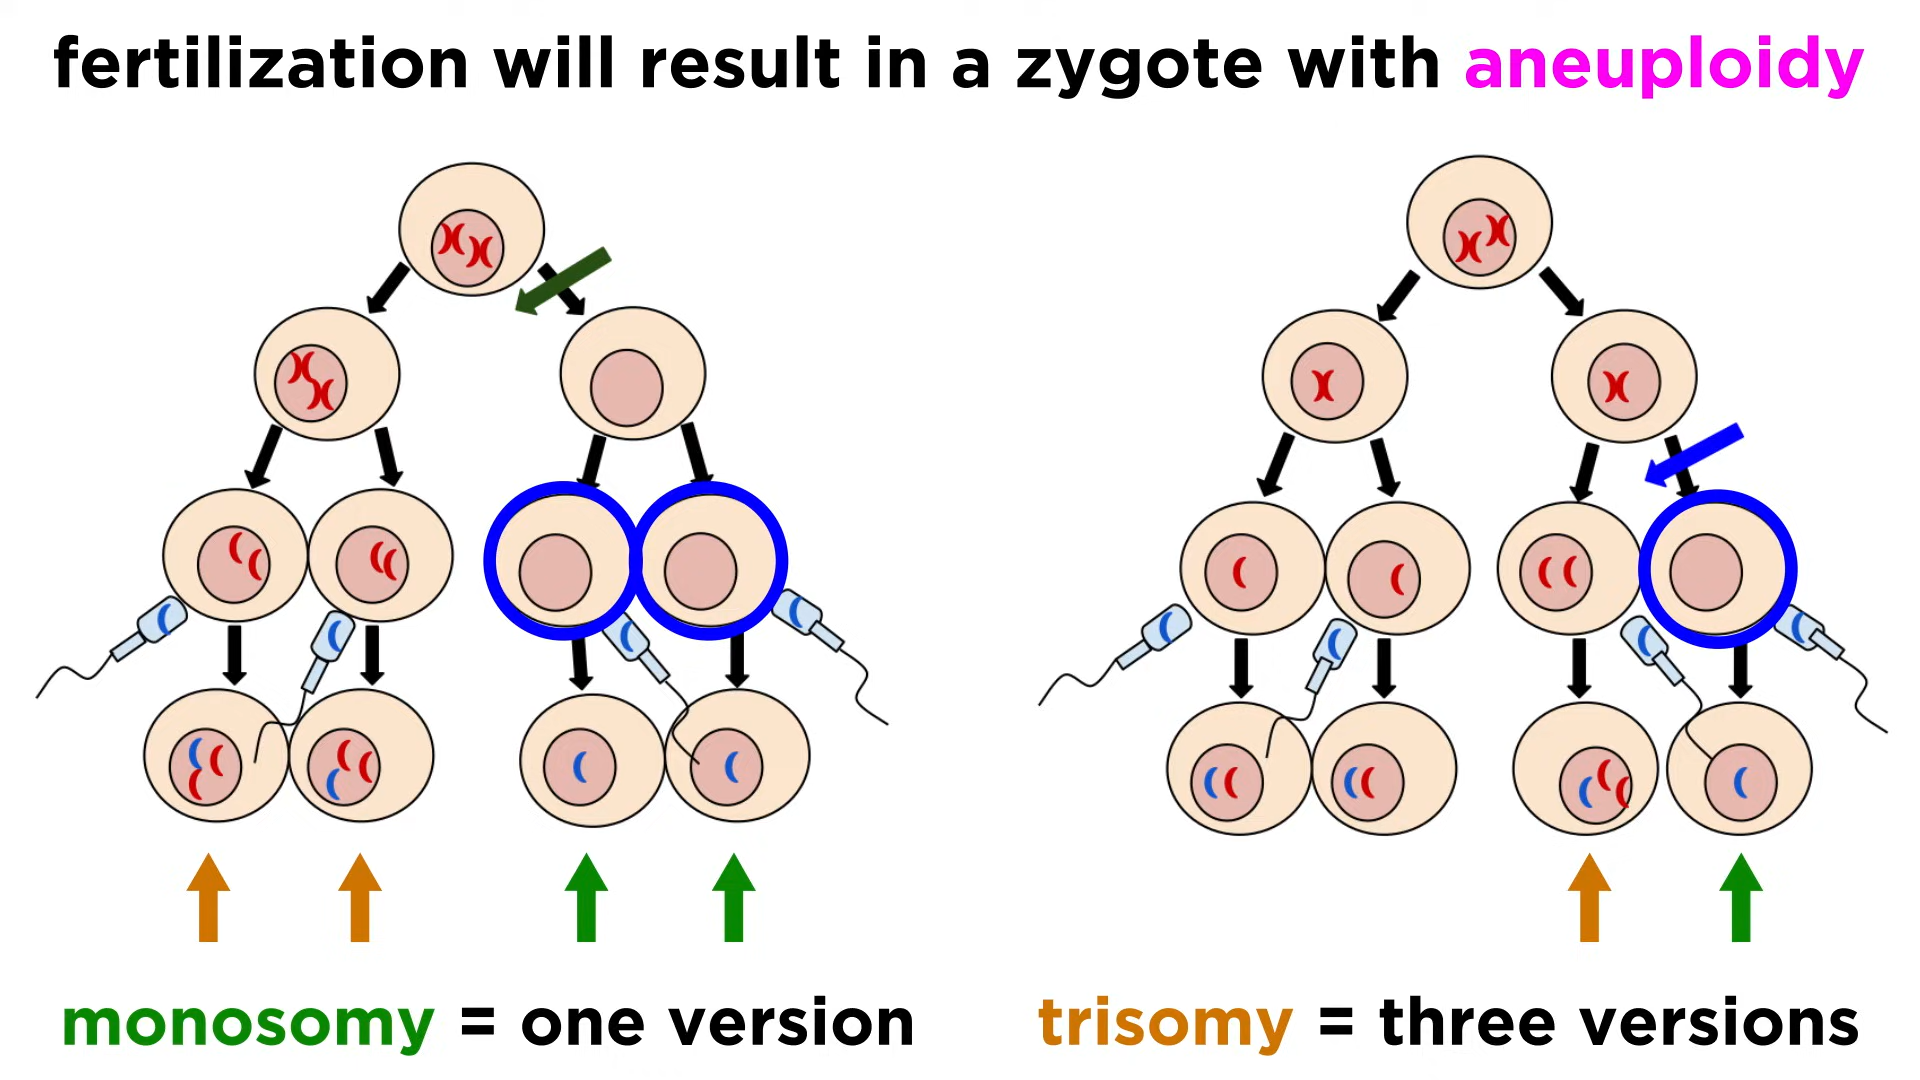 fertilization will result in a zygote with aneuploidy
monosomy = one version
trisomy = three versions